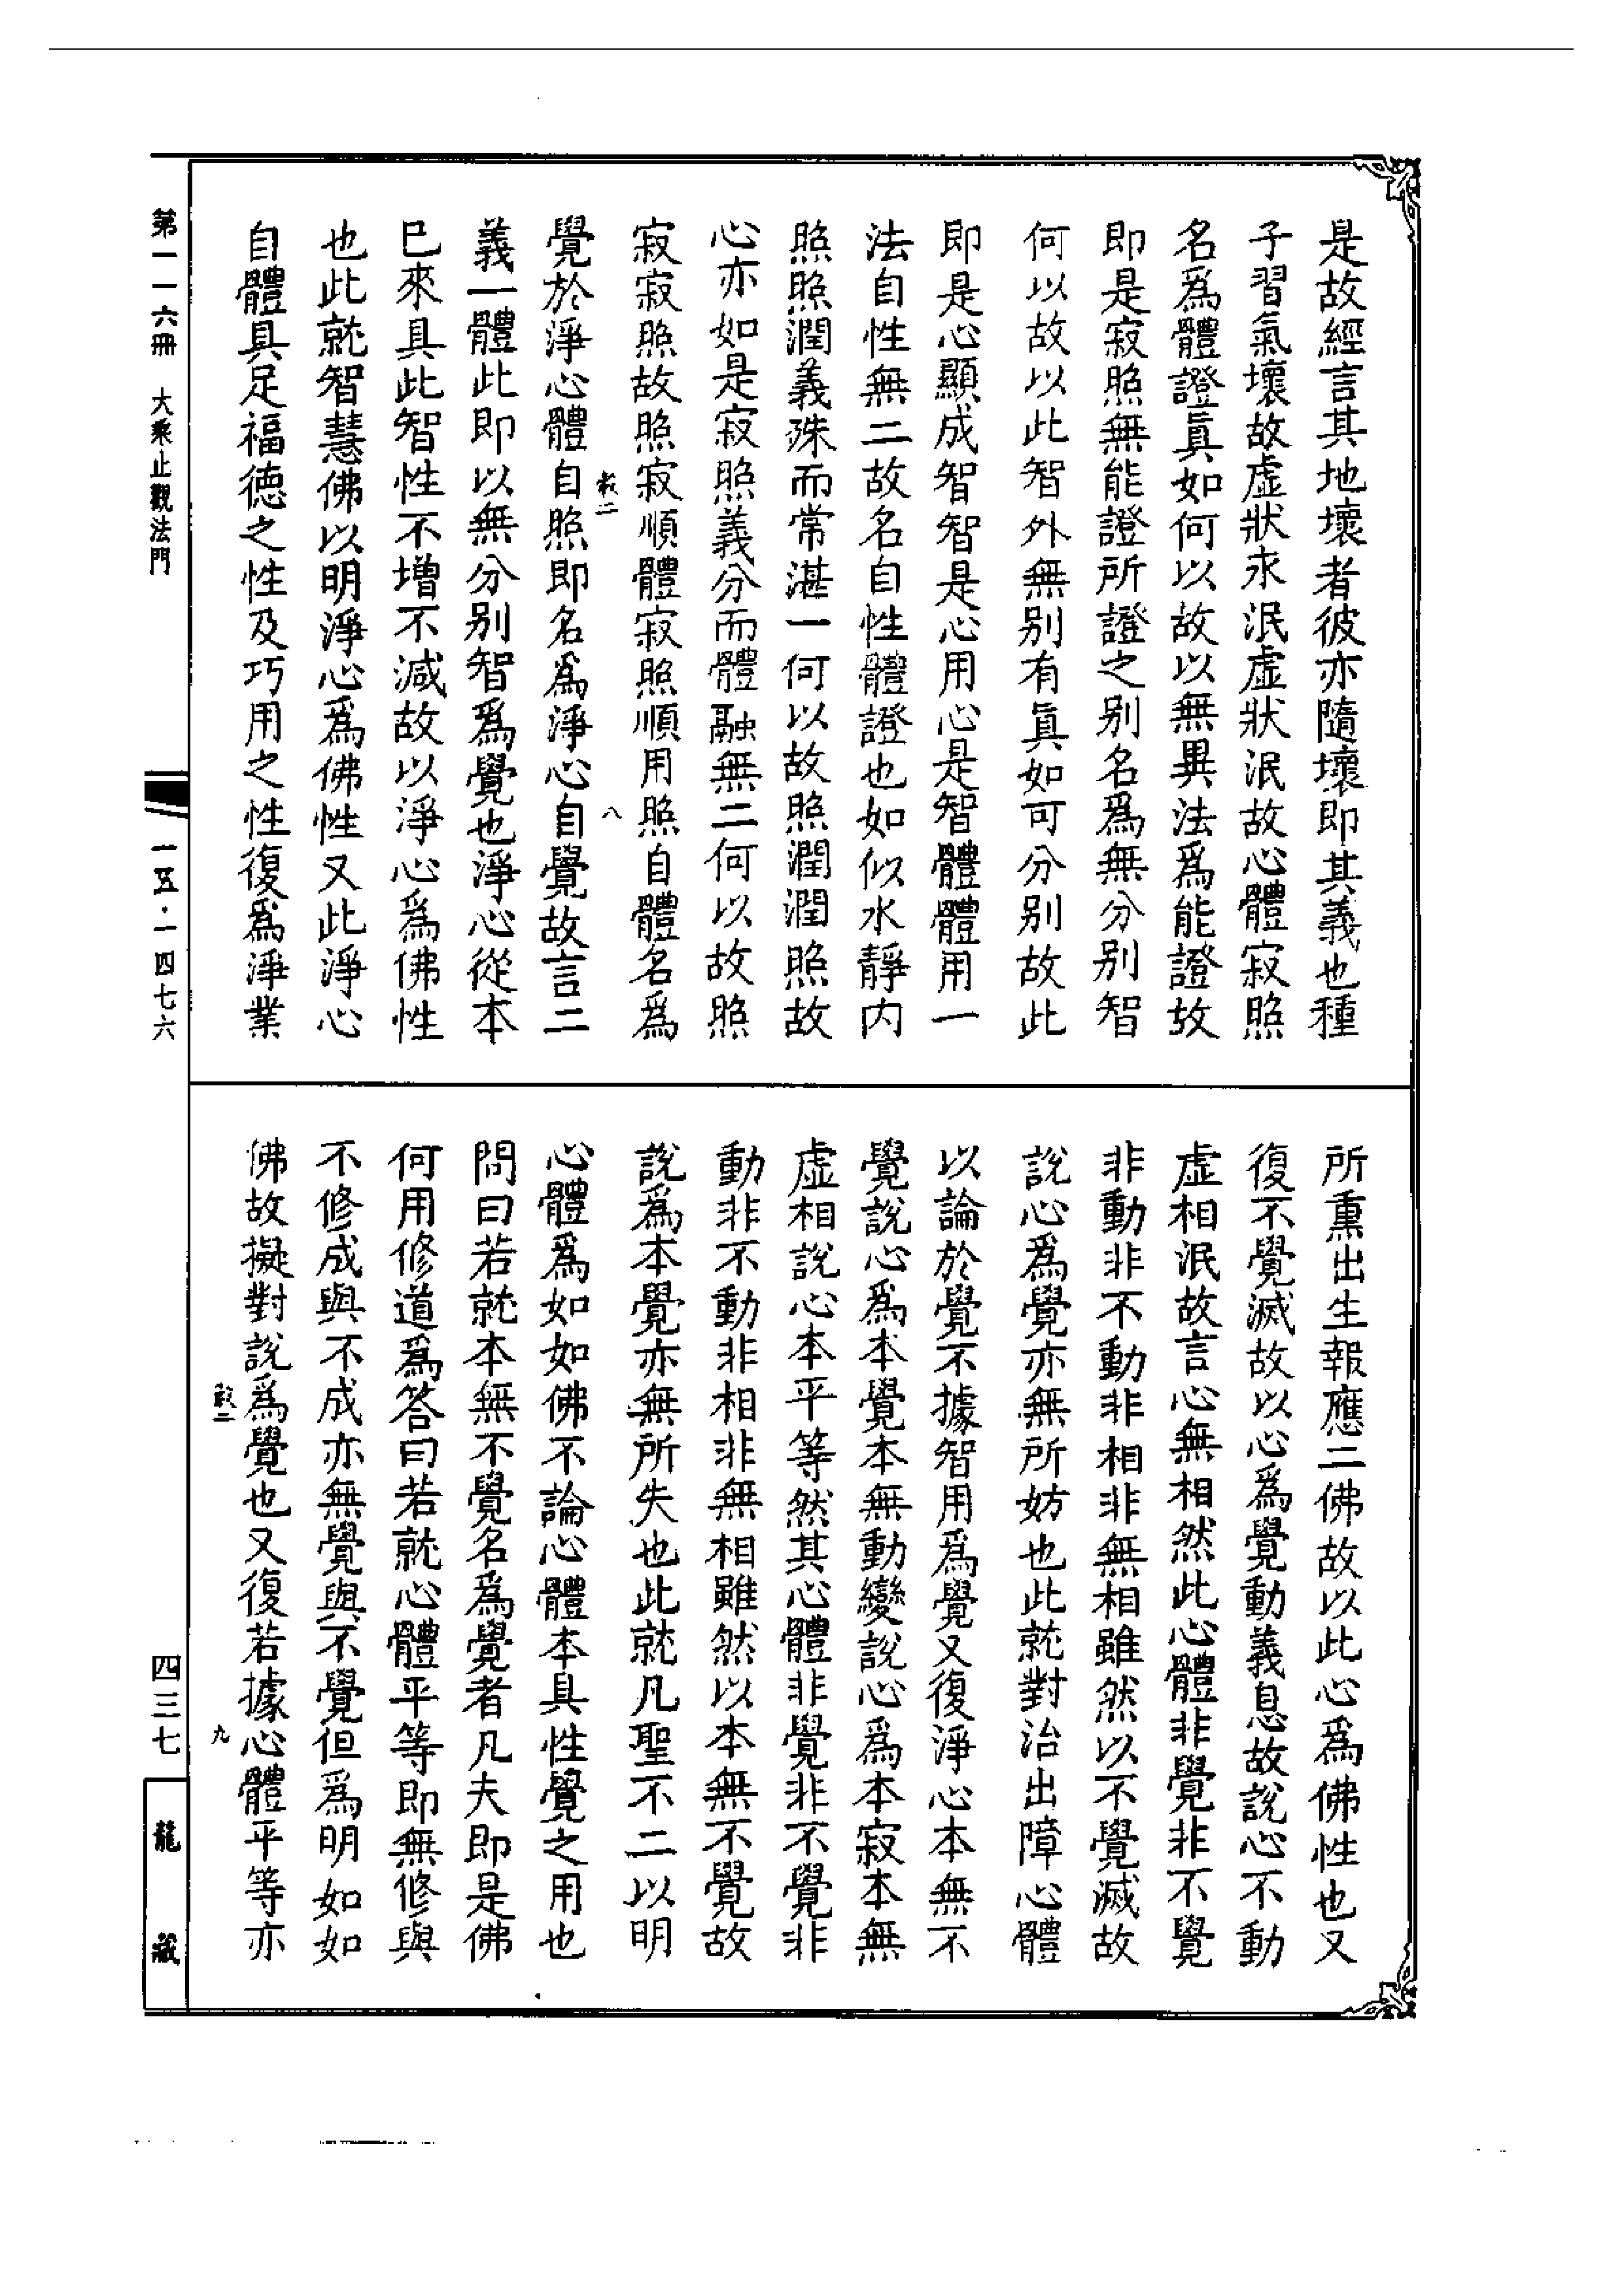 是故經言其地壞者彼亦隨壞即其義也種
子習氣壞故虛狀永泯虛狀泯故心體寂照
名爲體證眞如何以故以無異法爲能證故
即是寂照無能證所證之别名爲無分别智
何以故以此智外無别有眞如可分别故此
即是心顯成智智是心用心是智體體用一
法自性無二故名自性體證也如似水靜内
照照潤義殊而常湛一何以故照潤潤照故
心亦如是寂照義分而體融無二何以故照
寂寂照故照寂順體寂照順用照自體名爲
覺於淨心體自照即名爲淨心自覺故言二
義一體此即以無分别智爲覺也淨心從本
巳來具此智性不增不減故以淨心爲佛性
也此就智慧佛以明淨心爲佛性又此淨心
自體具足福德之性及巧用之性復爲淨業
所熏出生報應二佛故以此心爲佛性也又
復不覺滅故以心爲覺動義息故說心不動
虛相泯故言心無相然此心體非覺非不覺
非動非不動非相非無相雖然以不覺滅故
說心爲覺亦無所妨也此就對治出障心體
以論於覺不據智用爲覺又復淨心本無不
覺說心爲本覺本無動變說心爲本寂本無
虛相說心本平等然其心體非覺非不覺非
動非不動非相非無相雖然以本無不覺故
說爲本覺亦無所失也此就凡聖不二以明
心體爲如如佛不論心體本具性覺之用也
問曰若就本無不覺名爲覺者凡夫即是佛
何用修道爲答曰若就心體平等即無修與
不修成與不成亦無覺與不覺但爲明如如
佛故擬對說爲覺也又復若據心體平等亦
二
八
二
九
第一一六冊
大乘止觀法門
一五·一四七六
四三七
龍藏